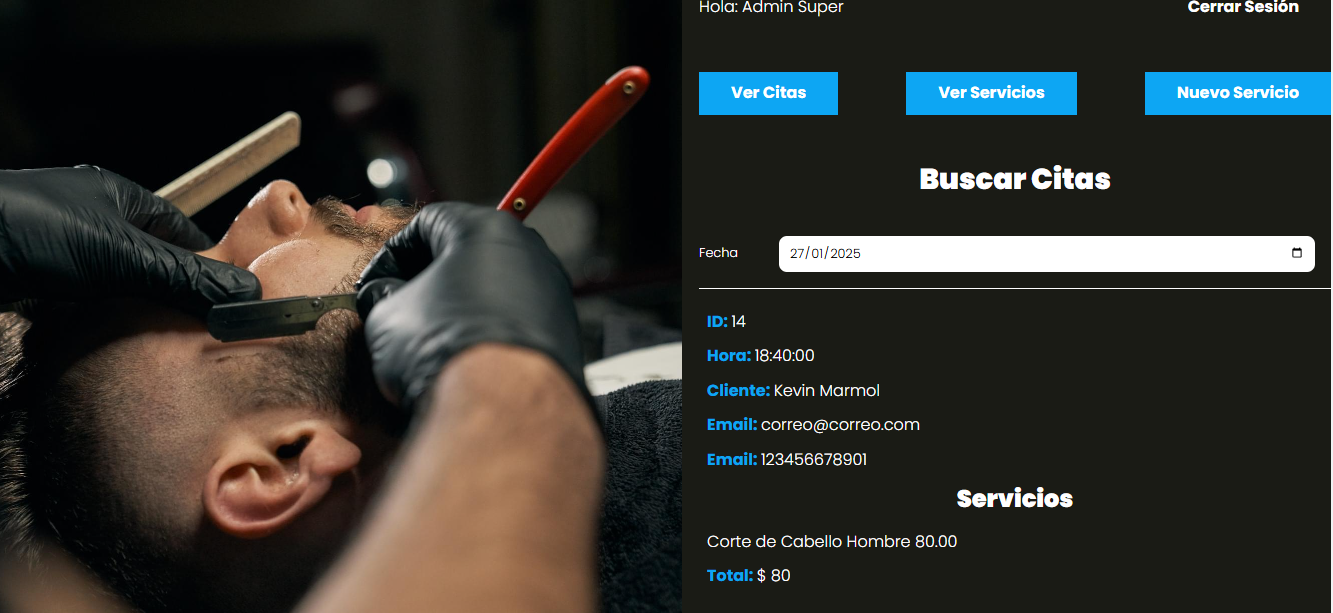 Hola: Admin Super Cerrar Sesión
Ver Citas Ver Servicios Nuevo Servicio
Buscar Citas
Fecha 27/01/2025
ID: 14
Hora: 18:40:00
Cliente: Kevin Marmol
Email: correo@correo.com
Email: 123456678901
Servicios
Corte de Cabello Hombre 80.00
Total: $ 80